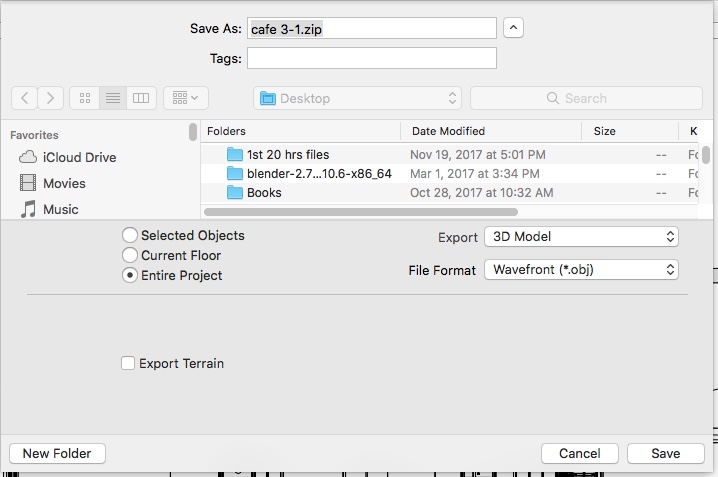 Save As: cafe 3-1.zip
Tags:
Desktop Search
Favorites
iCloud Drive
Movies
Music
Folders Date Modified Size K
1st 20 hrs files Nov 19, 2017 at 5:01 PM -- Fo
blender-2.7...10.6-x86_64 Mar 1, 2017 at 3:34 PM -- Fo
Books Oct 28, 2017 at 10:32 AM -- Fo
Selected Objects
Current Floor
Entire Project
Export 3D Model
File Format Wavefront (*.obj)
Export Terrain
New Folder Cancel Save